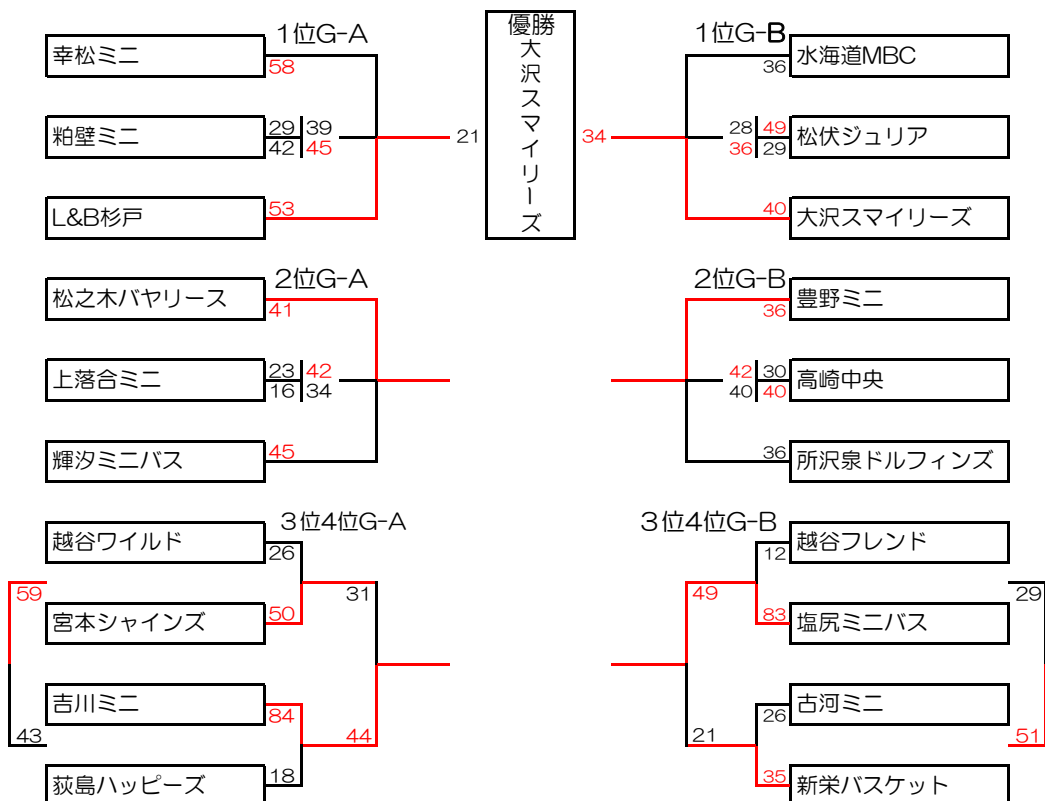 優勝
大沢スマイリーズ
1位G-A
幸松ミニ
58
粕壁ミニ
29 39
42 45
L&B杉戸
53
21
34
1位G-B
水海道MBC
36
松伏ジュリア
28 49
36 29
大沢スマイリーズ
40
2位G-A
松之木バヤリース
41
上落合ミニ
23 42
16 34
輝汐ミニバス
45
2位G-B
豊野ミニ
36
高崎中央
42 30
40 40
所沢泉ドルフィンズ
36
3位4位G-A
越谷ワイルド
26
59
31
宮本シャインズ
50
吉川ミニ
84
43
44
荻島ハッピーズ
18
3位4位G-B
越谷フレンド
12
49
29
塩尻ミニバス
83
古河ミニ
26
21
51
新栄バスケット
35